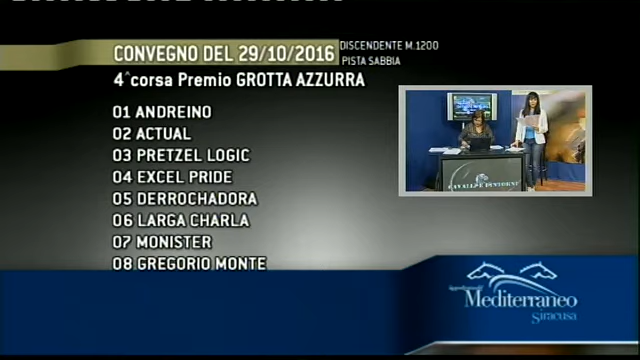 CONVEGNO DEL 29/10/2016
DISCENDENTE M.1200
PISTA SABBIA
4^corsa Premio GROTTA AZZURRA
01 ANDREINO
02 ACTUAL
03 PRETZEL LOGIC
04 EXCEL PRIDE
05 DERROCHADORA
06 LARGA CHARLA
07 MONISTER
08 GREGORIO MONTE
Mediterraneo
Siracusa